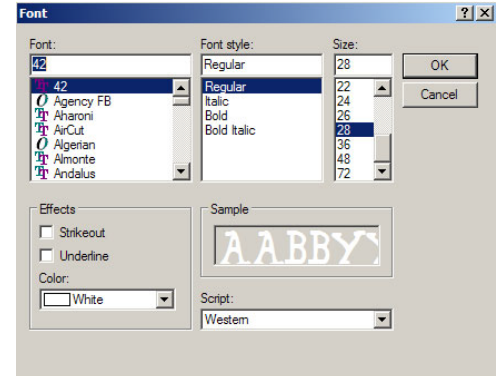 Font
Font: Font style: Size:
42 Regular 28 OK
42 Regular 22 Cancel
Agency FB Italic 24
Aharoni Bold 26
AirCut Bold Italic 28
Algerian 36
Almonte 48
Andalus 72
Effects Sample
Strikeout
Underline AABBYY
Color:
White Script:
Western